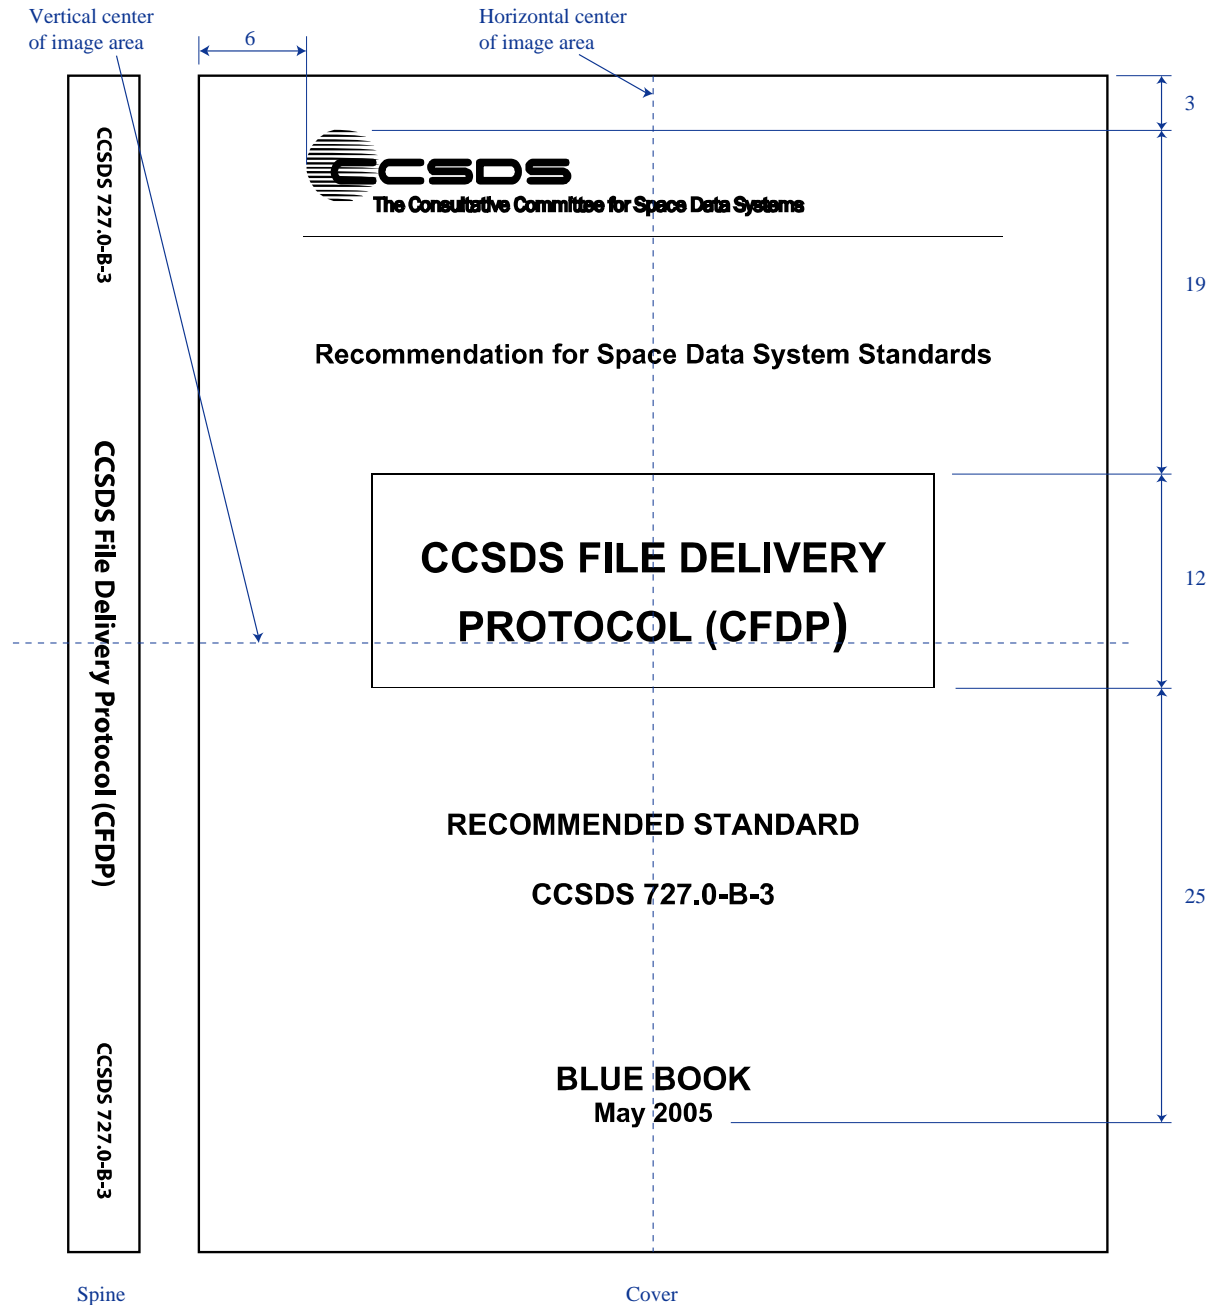 Vertical center
of image area
6
Horizontal center
of image area
3
CCSDS
The Consultative Committee for Space Data Systems
19
Recommendation for Space Data System Standards
CCSDS FILE DELIVERY
PROTOCOL (CFDP)
12
RECOMMENDED STANDARD
CCSDS 727.0-B-3
25
BLUE BOOK
May 2005
CCSDS 727.0-B-3
CCSDS File Delivery Protocol (CFDP)
CCSDS 727.0-B-3
Spine
Cover